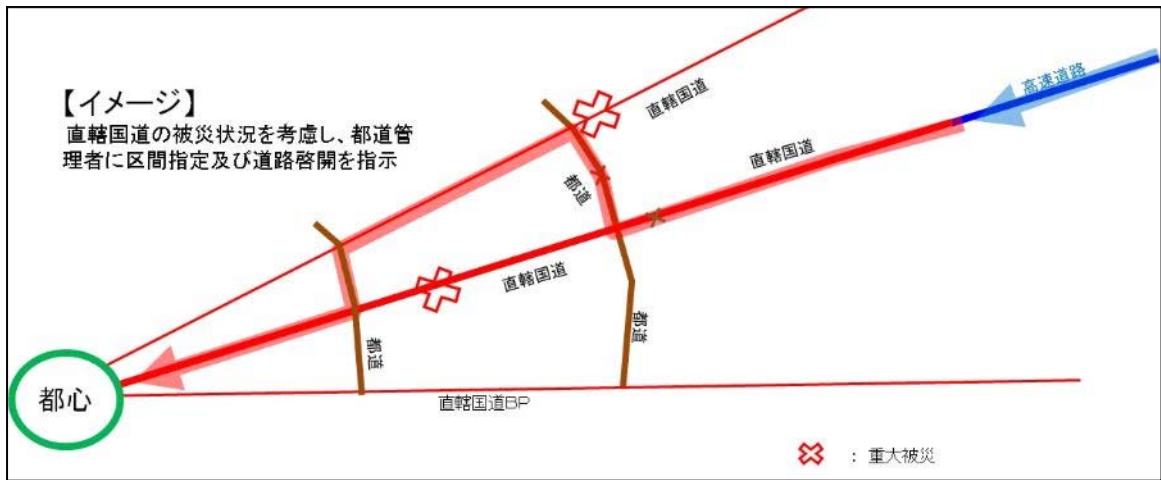 【イメージ】
直轄国道の被災状況を考慮し、都道管
理者に区間指定及び道路啓開を指示
直轄国道
高速道路
直轄国道
都道
直轄国道
都道
都道
都心
直轄国道BP
： 重大被災